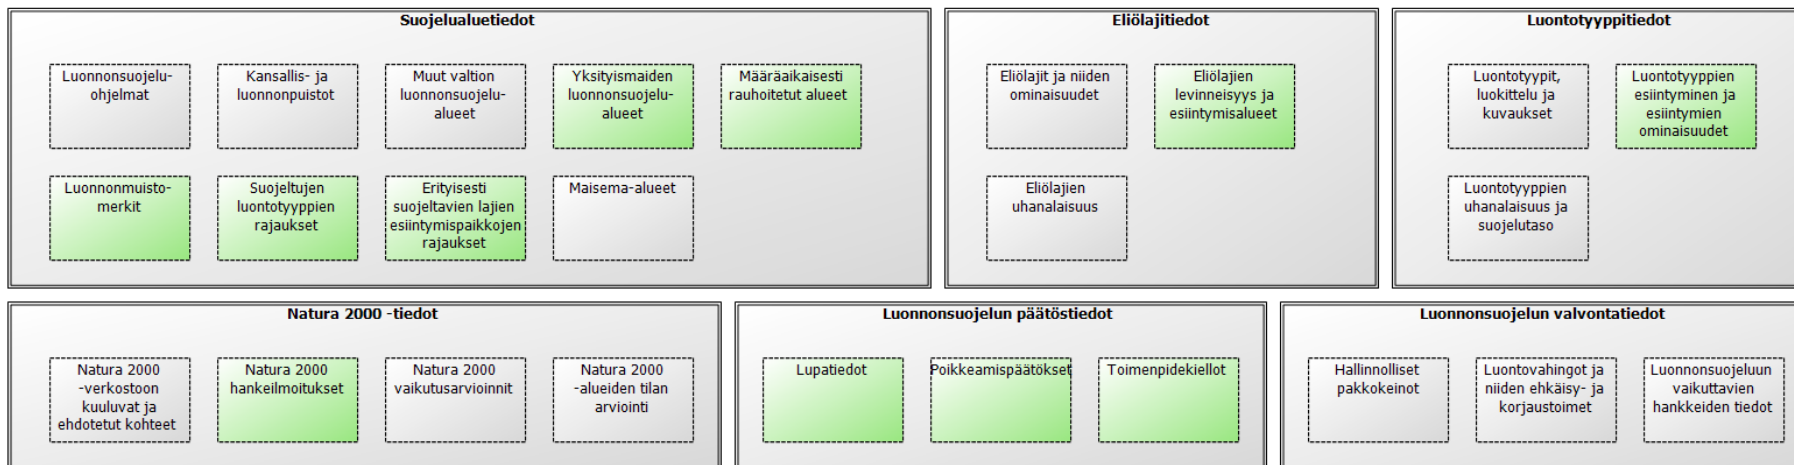 Suojelualuetiedot
Luonnonsuojelu-
ohjelmat
Kansallis- ja
luonnonpuistot
Muut valtion
luonnonsuojelu-
alueet
Yksityismaiden
luonnonsuojelu-
alueet
Määräaikaisesti
rauhoitetut alueet
Luonnonmuisto-
merkit
Suojeltujen
luontotyyppien
rajaukset
Erityisesti
suojeltavien lajien
esiintymispaikkojen
rajaukset
Maisema-alueet
Eliölajitiedot
Eliölajit ja niiden
ominaisuudet
Eliölajien
levinneisyys ja
esiintymisalueet
Eliölajien
uhanalaisuus
Luontotyyppitiedot
Luontotyypit,
luokittelu ja
kuvaukset
Luontotyyppien
esiintyminen ja
esiintymien
ominaisuudet
Luontotyyppien
uhanalaisuus ja
suojelutaso
Natura 2000 -tiedot
Natura 2000
-verkostoon
kuuluvat ja
ehdotetut kohteet
Natura 2000
hankeilmoitukset
Natura 2000
vaikutusarvioinnit
Natura 2000
-alueiden tilan
arviointi
Luonnonsuojelun päätöstiedot
Lupatiedot
Poikkeamispäätökset
Toimenpidekiellot
Luonnonsuojelun valvontatiedot
Hallinnolliset
pakkokeinot
Luontovahingot ja
niiden ehkäisy- ja
korjaustoimet
Luonnonsuojeluun
vaikuttavien
hankkeiden tiedot